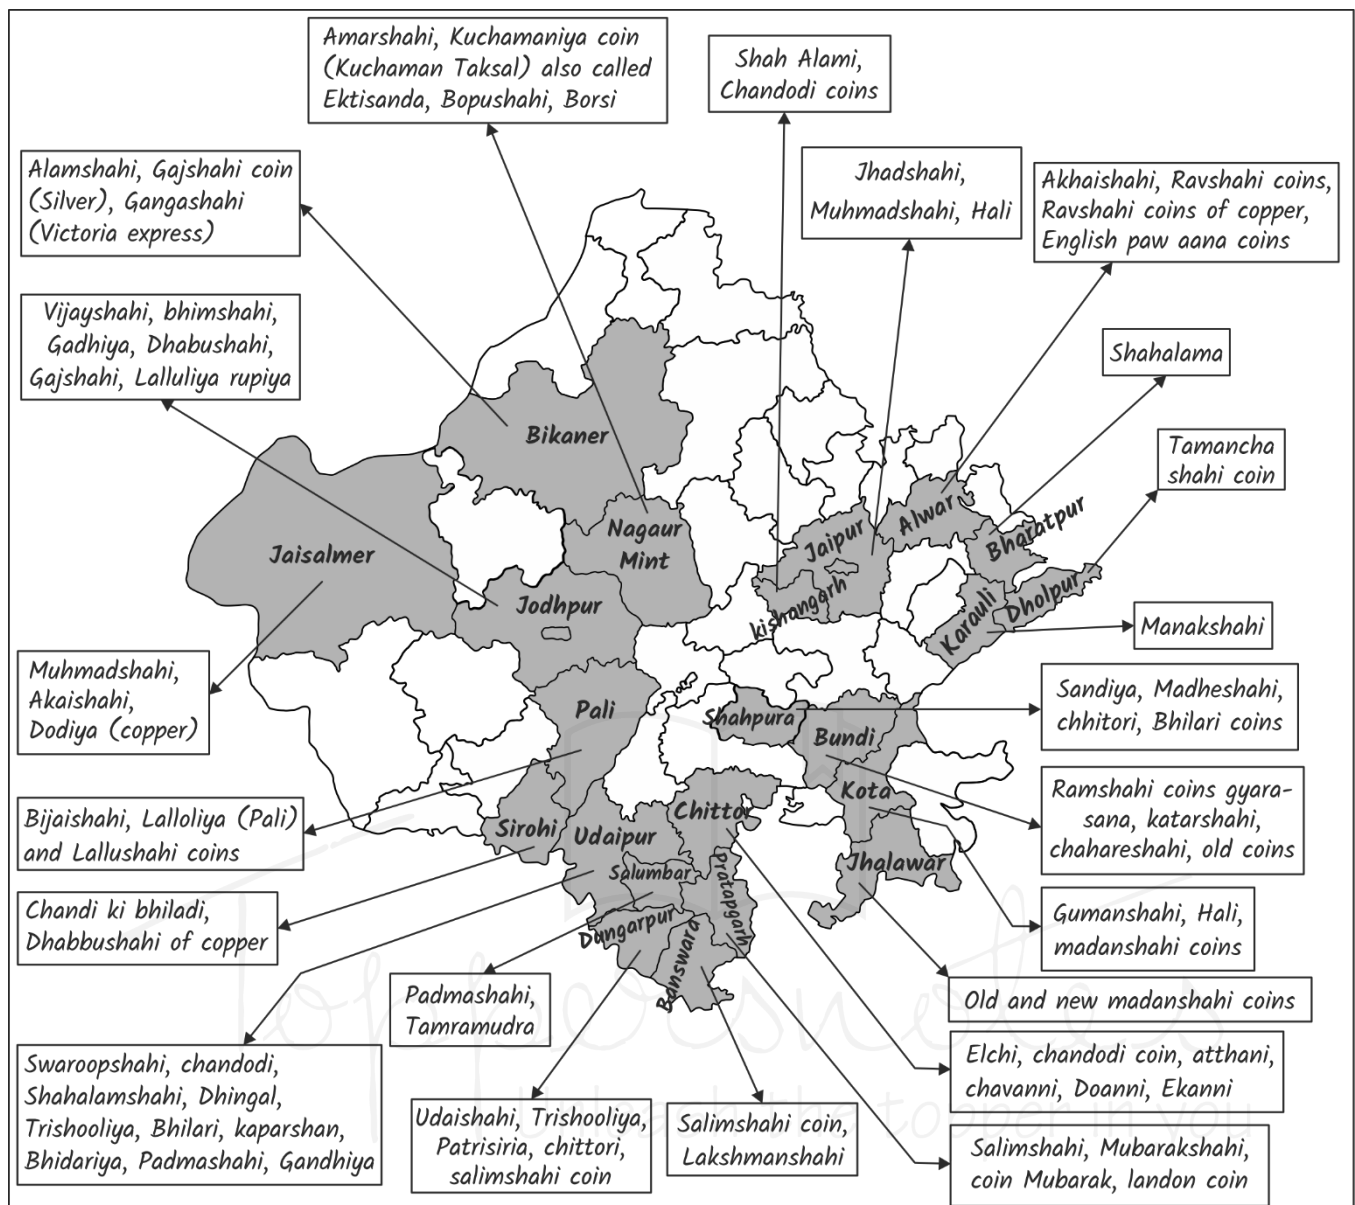 Amarshahi, Kuchamaniya coin
(Kuchaman Taksal) also called
Ektisanda, Bopushahi, Borsi
Shah Alami,
Chandodi coins
Alamshahi, Gajshahi coin
(Silver), Gangashahi
(Victoria express)
Jhadshahi,
Muhmadshahi, Hali
Akhaishahi, Ravshahi coins,
Ravshahi coins of copper,
English paw aana coins
Vijayshahi, bhimshahi,
Gadhiya, Dhabushahi,
Gajshahi, Lalluliya rupiya
Shahalama
Tamancha
shahi coin
Bikaner
Nagaur
Mint
Jaisalmer
Jodhpur
Jaipur
Alwar
Bharatpur
kishangarh
Karauli
Dholpur
Manakshahi
Muhmadshahi,
Akaishahi,
Dodiya (copper)
Pali
Shahpura
Bundi
Sandiya, Madheshahi,
chhitori, Bhilari coins
Kota
Ramshahi coins gyara-
sana, katarshahi,
chahareshahi, old coins
Bijaishahi, Lalloliya (Pali)
and Lallushahi coins
Sirohi
Udaipur
Chittor
Jhalawar
Salumbar
Pratapgarh
Dungarpur
Banswara
Chandi ki bhiladi,
Dhabbushahi of copper
Gumanshahi, Hali,
madanshahi coins
Padmashahi,
Tamramudra
Old and new madanshahi coins
Swaroopshahi, chandodi,
Shahalamshahi, Dhingal,
Trishooliya, Bhilari, kaparshan,
Bhidariya, Padmashahi, Gandhiya
Elchi, chandodi coin, atthani,
chavanni, Doanni, Ekanni
Udaishahi, Trishooliya,
Patrisiria, chittori,
salimshahi coin
Salimshahi coin,
Lakshmanshahi
Salimshahi, Mubarakshahi,
coin Mubarak, landon coin
Toppersnotes
Unleash the topper in you